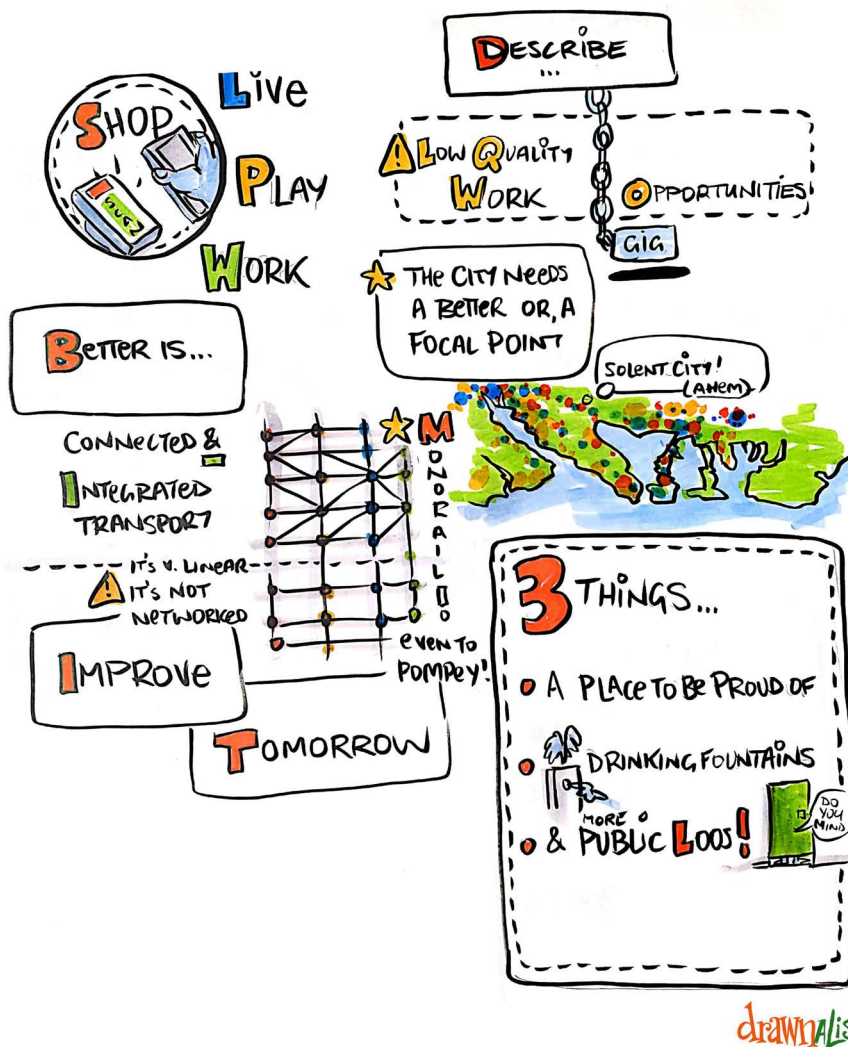 LIVE
SHOP
PLAY
WORK
DESCRIBE
...
LOW QUALITY
WORK
OPPORTUNITIES
GIG
THE CITY NEEDS
A BETTER OR, A
FOCAL POINT
SOLENT CITY!
(AHEM)
BETTER IS...
CONNECTED &
INTEGRATED
TRANSPORT
IT'S V. LINEAR
IT'S NOT
NETWORKED
MONORAIL!!
EVEN TO
POMPEY!
IMPROVE
TOMORROW
3 THINGS...
A PLACE TO BE PROUD OF
DRINKING FOUNTAINS
MORE
& PUBLIC LOOS!
DO
YOU
MIND
drawnalis